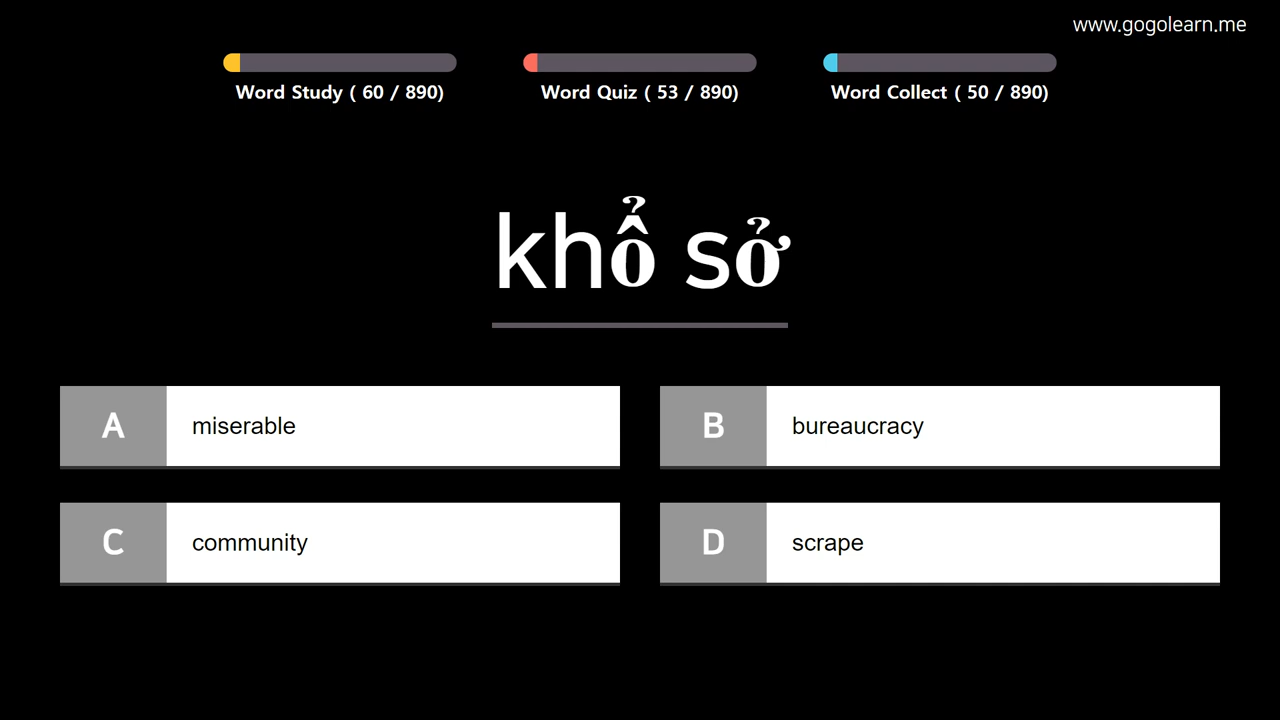 www.gogolearn.me
Word Study ( 60 / 890)
Word Quiz ( 53 / 890)
Word Collect ( 50 / 890)
khổ sở
A miserable
B bureaucracy
C community
D scrape